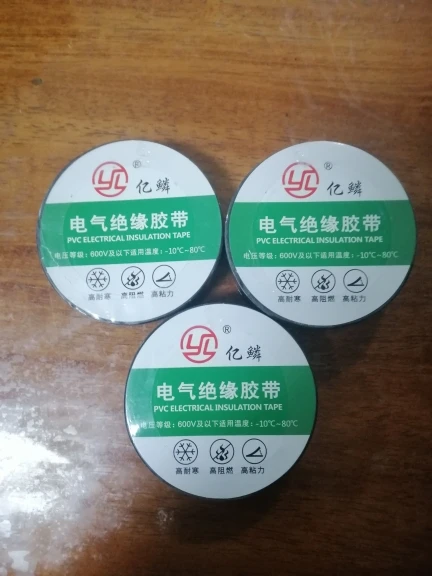 YL® 亿鳞
电气绝缘胶带
PVC ELECTRICAL INSULATION TAPE
电压等级：600V及以下适用温度：-10℃~80℃
高耐寒 高阻燃 高粘力
YL® 亿鳞
电气绝缘胶带
PVC ELECTRICAL INSULATION TAPE
电压等级：600V及以下适用温度：-10℃~80℃
高耐寒 高阻燃 高粘力
YL® 亿鳞
电气绝缘胶带
PVC ELECTRICAL INSULATION TAPE
电压等级：600V及以下适用温度：-10℃~80℃
高耐寒 高阻燃 高粘力